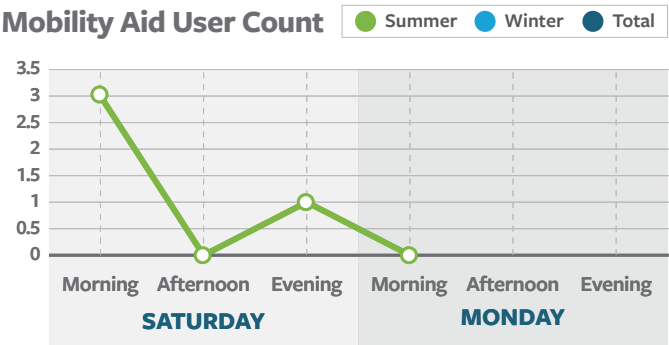 Mobility Aid User Count
Summer Winter Total
3.5
3
2.5
2
1.5
1
0.5
0
Morning Afternoon Evening Morning Afternoon Evening
SATURDAY MONDAY